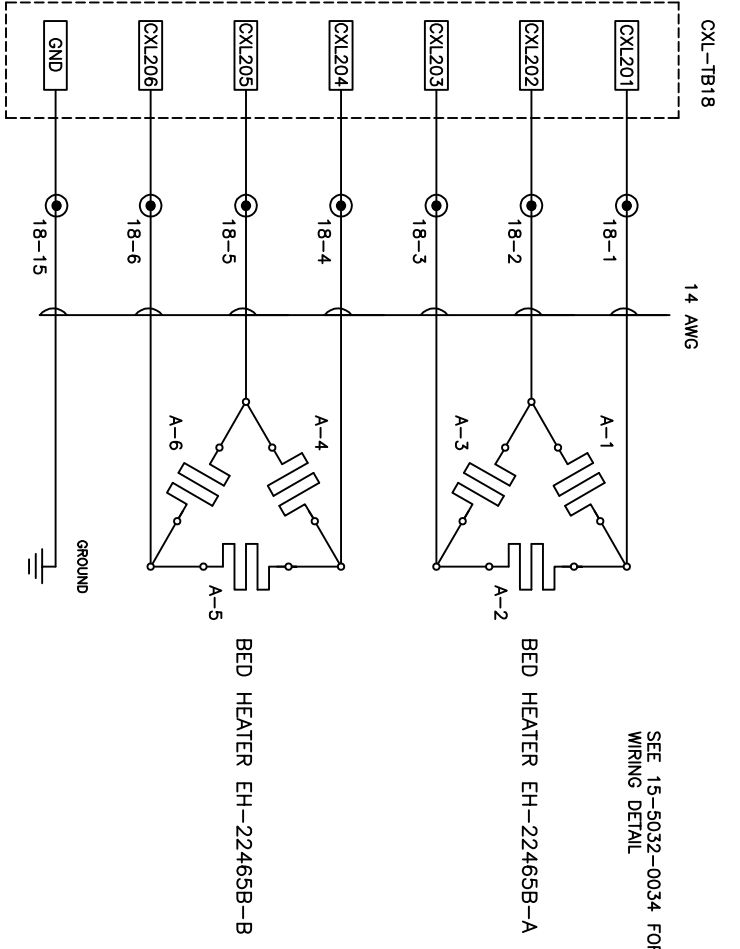 CXL-TB18
CXL201
CXL202
CXL203
CXL204
CXL205
CXL206
GND
18-1
18-2
18-3
18-4
18-5
18-6
18-15
14 AWG
A-1
A-3
A-2
A-4
A-6
A-5
GROUND
BED HEATER EH-22465B-A
BED HEATER EH-22465B-B
SEE 15-5032-0034 FOR
WIRING DETAIL